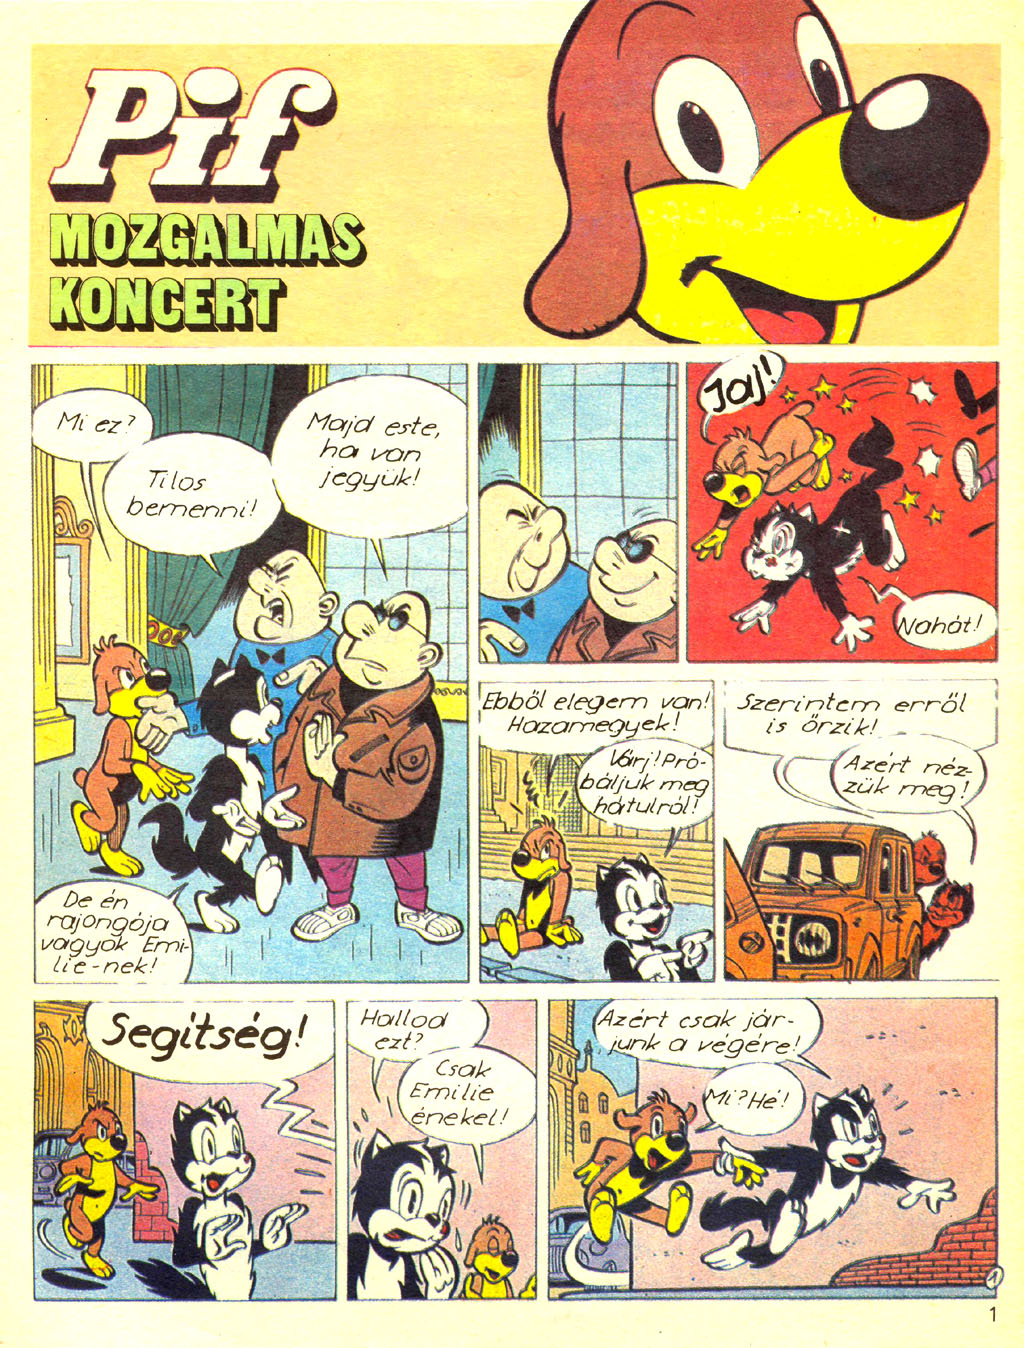 Pif
MOZGALMAS
KONCERT
Mi ez?
Tilos
bemenni!
Majd este,
ha van
jegyük!
De én
rajongója
vagyok Emi-
lie-nek!
Jaj!
Nahát!
Ebből elegem van!
Hazamegyek!
Várj! Pró-
báljuk meg
hátulról!
Szerintem erről
is őrzik!
Azért néz-
zük meg!
Segítség!
Hallod
ezt?
Csak
Emilie
énekel!
Azért csak jár-
junk a végére!
Mi? Hé!
1
1